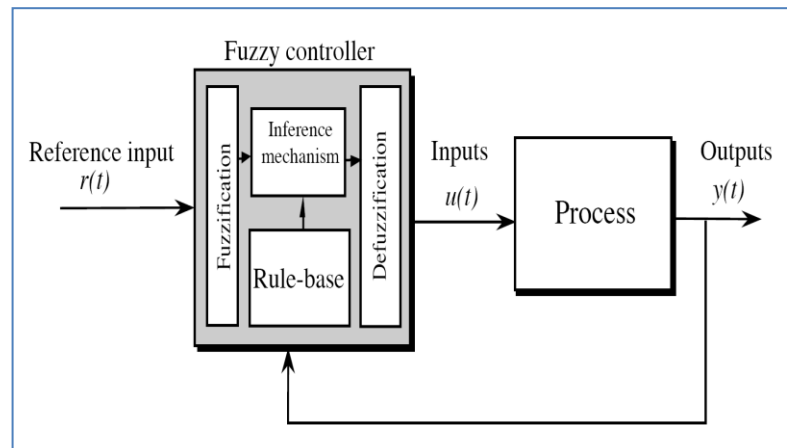 Fuzzy controller
Reference input
r(t)
Fuzzification
Inference
mechanism
Rule-base
Defuzzification
Inputs
u(t)
Process
Outputs
y(t)